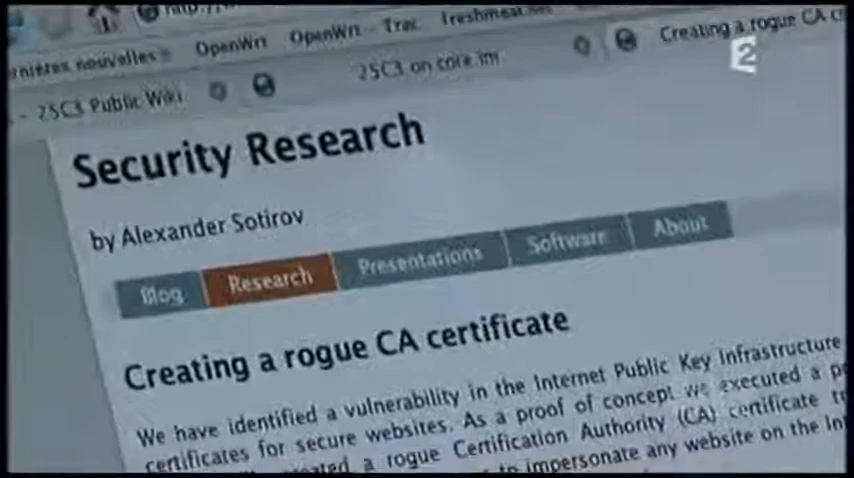 http://
nouvelles OpenWrt OpenWrt - Trac freshmeat.net
- 25C3 Public Wiki 25C3 on core.im Creating a rogue CA
2
Security Research
by Alexander Sotirov
Blog Research Presentations Software About
Creating a rogue CA certificate
We have identified a vulnerability in the Internet Public Key Infrastructure
certificates for secure websites. As a proof of concept we executed a
a rogue Certification Authority (CA) certificate
to impersonate any website on the